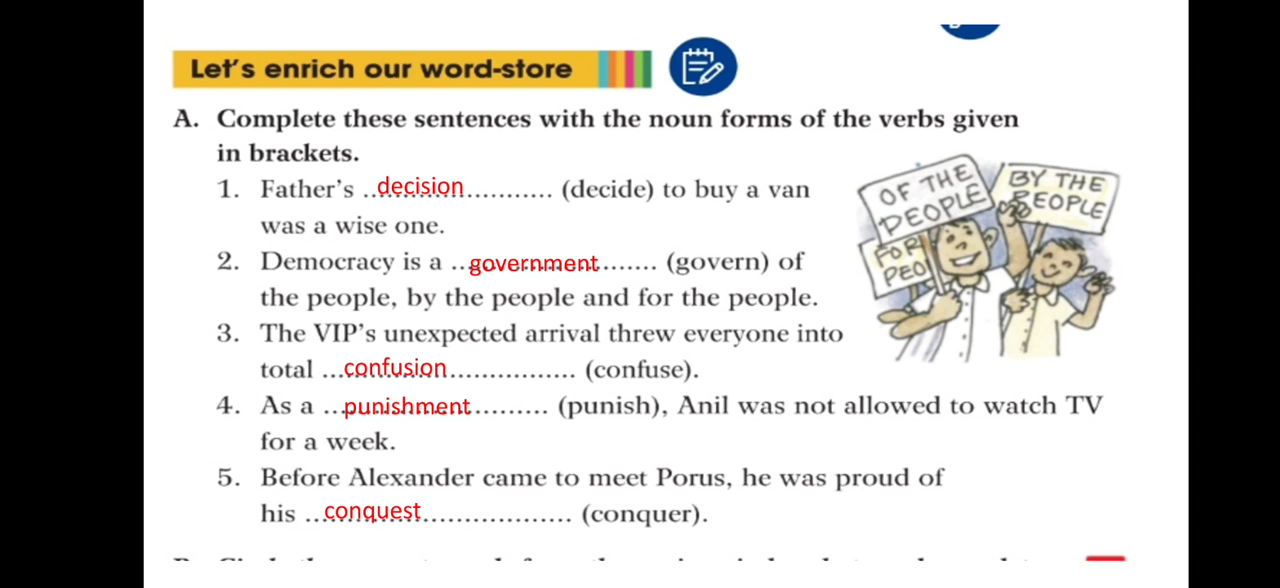 Let's enrich our word-store
A. Complete these sentences with the noun forms of the verbs given
in brackets.
1. Father's ..decision........... (decide) to buy a van
was a wise one.
2. Democracy is a ..government....... (govern) of
the people, by the people and for the people.
3. The VIP's unexpected arrival threw everyone into
total ...confusion................ (confuse).
4. As a ...punishment......... (punish), Anil was not allowed to watch TV
for a week.
5. Before Alexander came to meet Porus, he was proud of
his ...conquest................... (conquer).
OF THE
PEOPLE
BY THE
PEOPLE
FOR
PEO